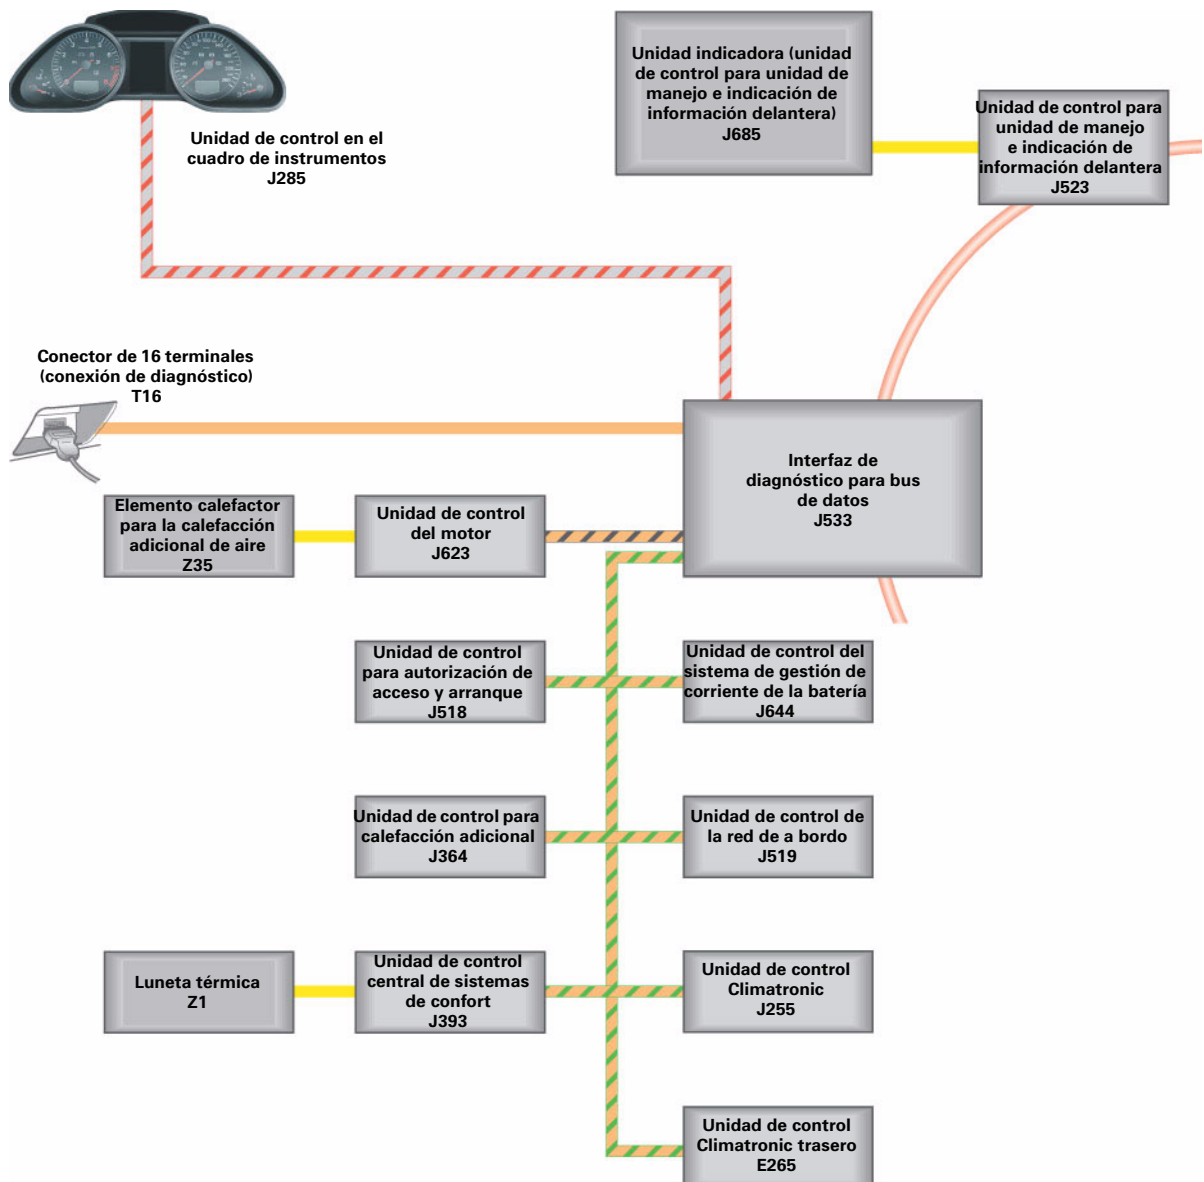 Unidad indicadora (unidad
de control para unidad de
manejo e indicación de
información delantera)
J685
Unidad de control para
unidad de manejo
e indicación de
información delantera
J523
Unidad de control en el
cuadro de instrumentos
J285
Conector de 16 terminales
(conexión de diagnóstico)
T16
Interfaz de
diagnóstico para bus
de datos
J533
Elemento calefactor
para la calefacción
adicional de aire
Z35
Unidad de control
del motor
J623
Unidad de control
para autorización de
acceso y arranque
J518
Unidad de control del
sistema de gestión de
corriente de la batería
J644
Unidad de control para
calefacción adicional
J364
Unidad de control de
la red de a bordo
J519
Luneta térmica
Z1
Unidad de control
central de sistemas
de confort
J393
Unidad de control
Climatronic
J255
Unidad de control
Climatronic trasero
E265